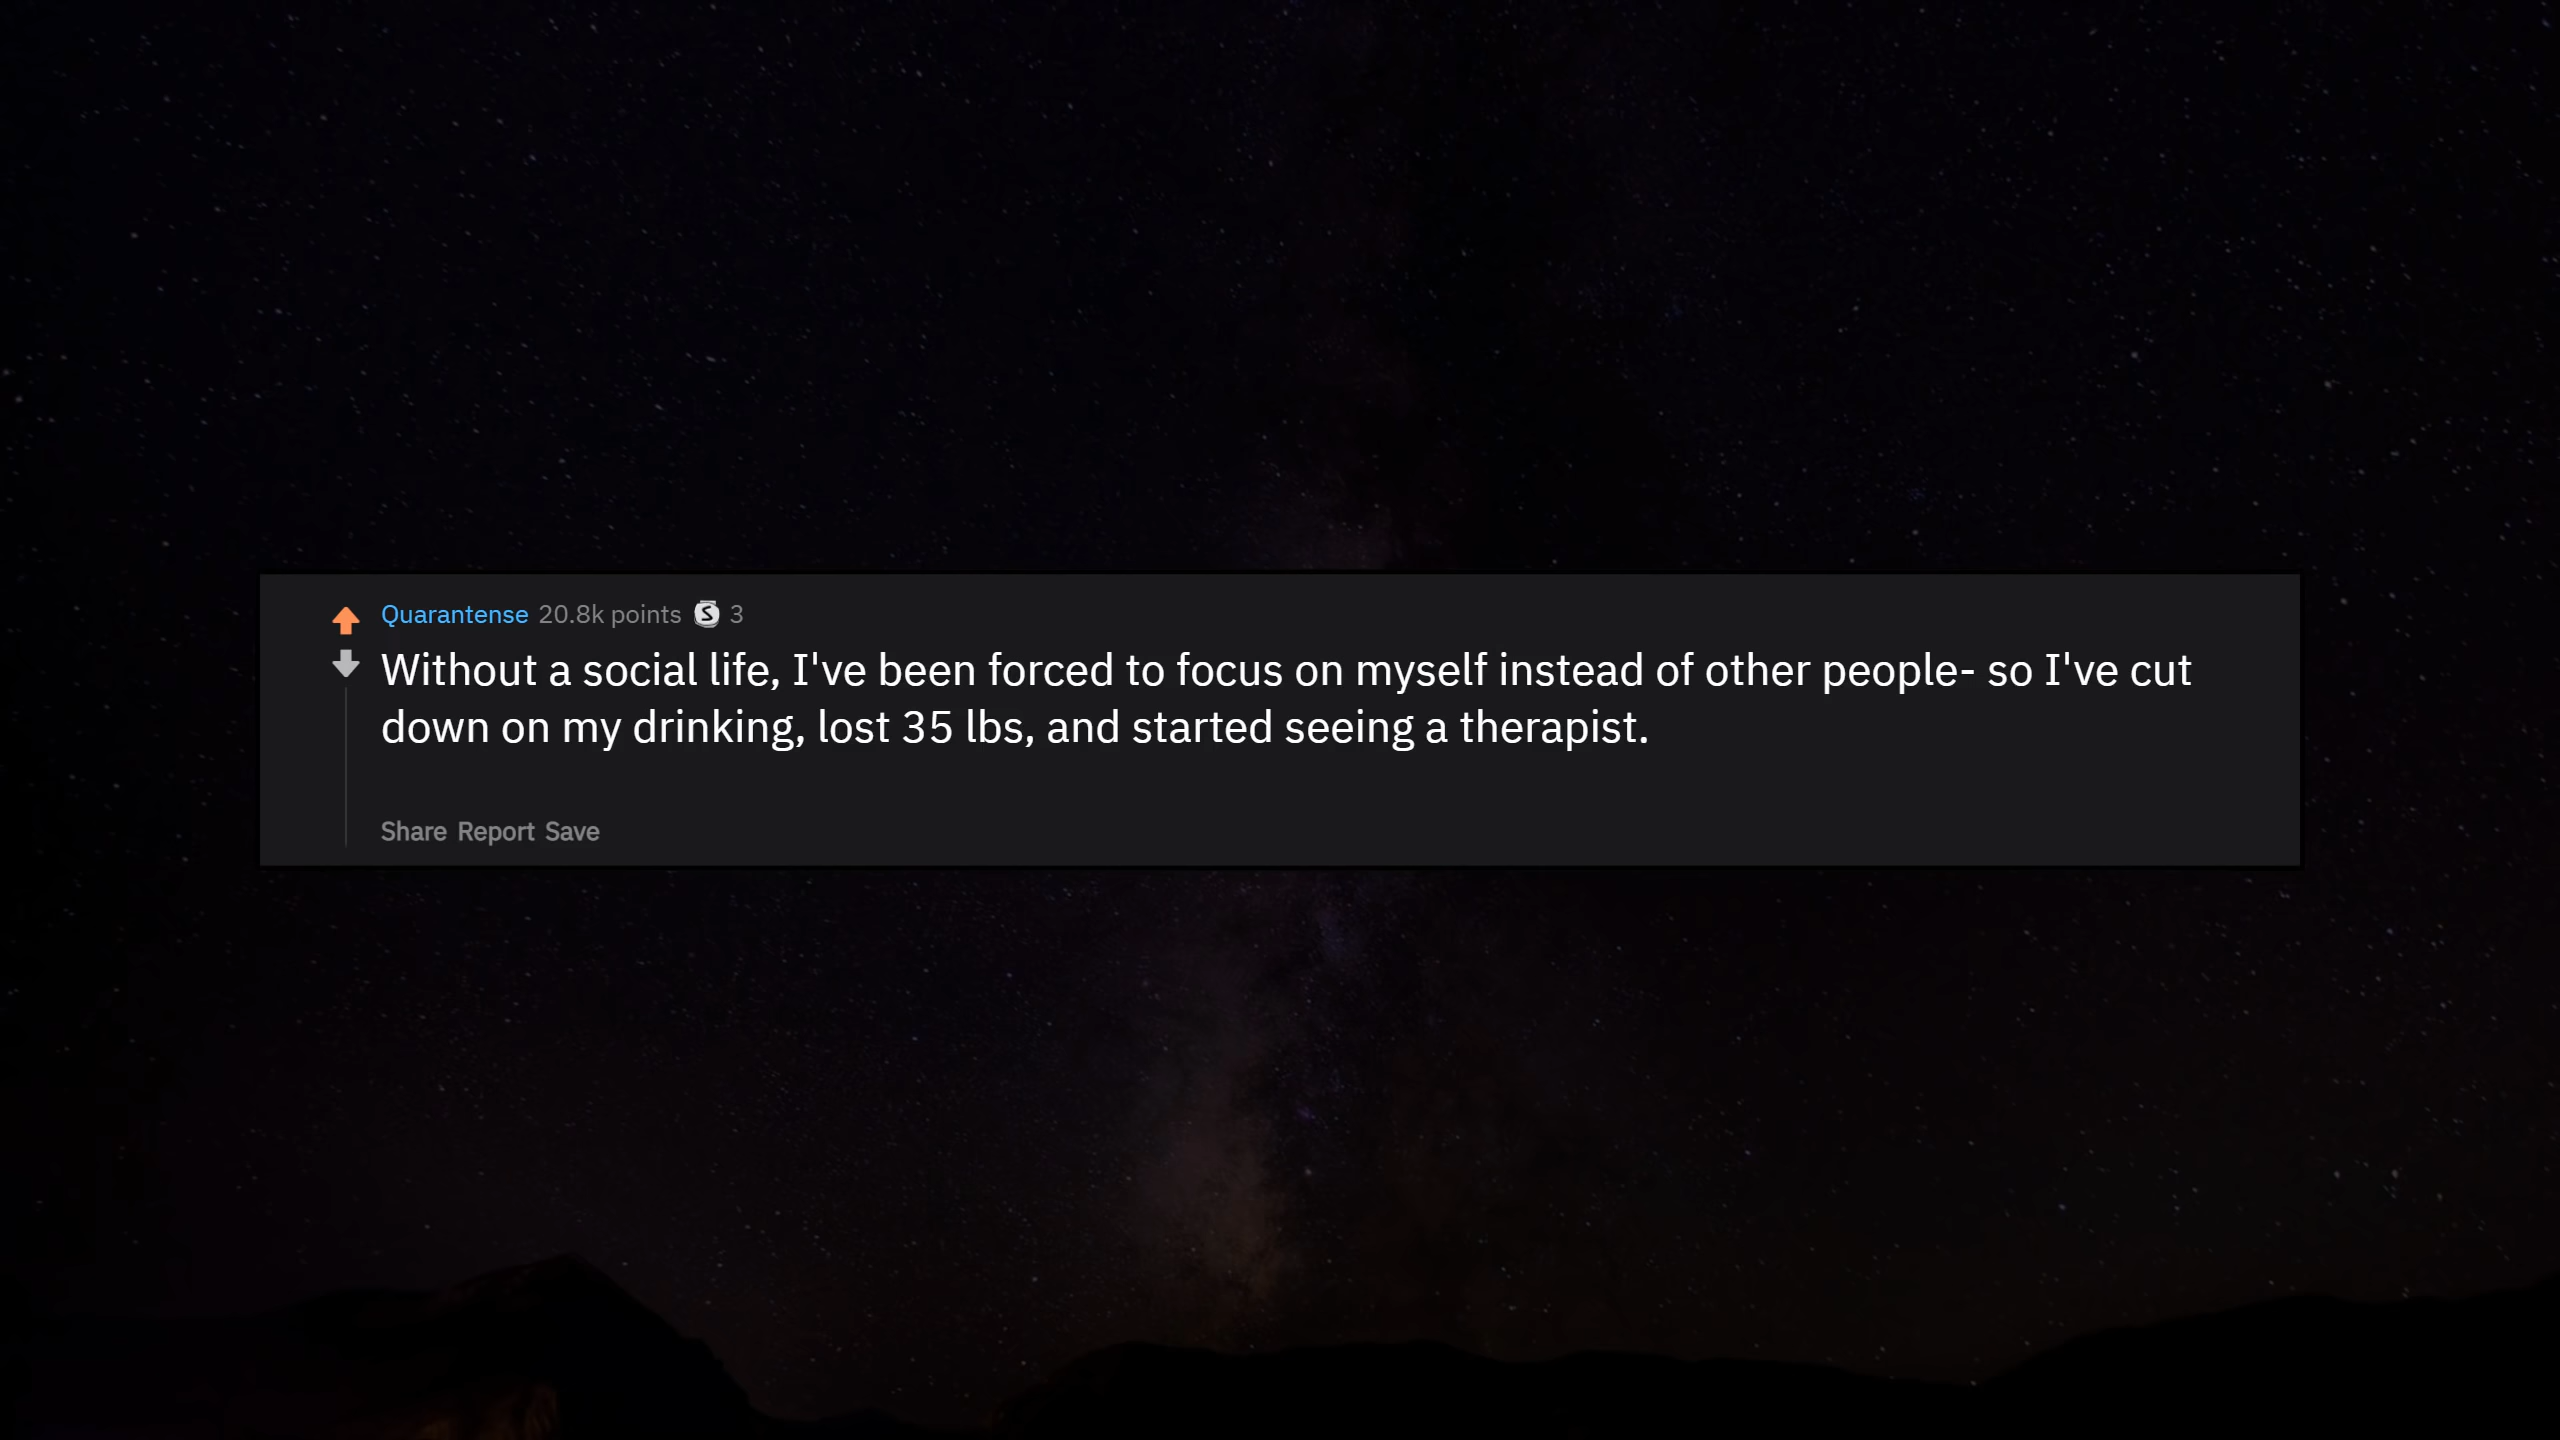 Quarantense 20.8k points S 3
Without a social life, I've been forced to focus on myself instead of other people- so I've cut
down on my drinking, lost 35 lbs, and started seeing a therapist.
Share Report Save